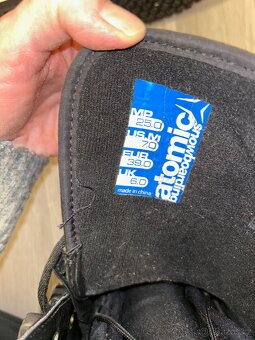 MP
25.0
US.M
7.0
EUR
39.0
UK
6.0
made in china
atomic
snowboarding